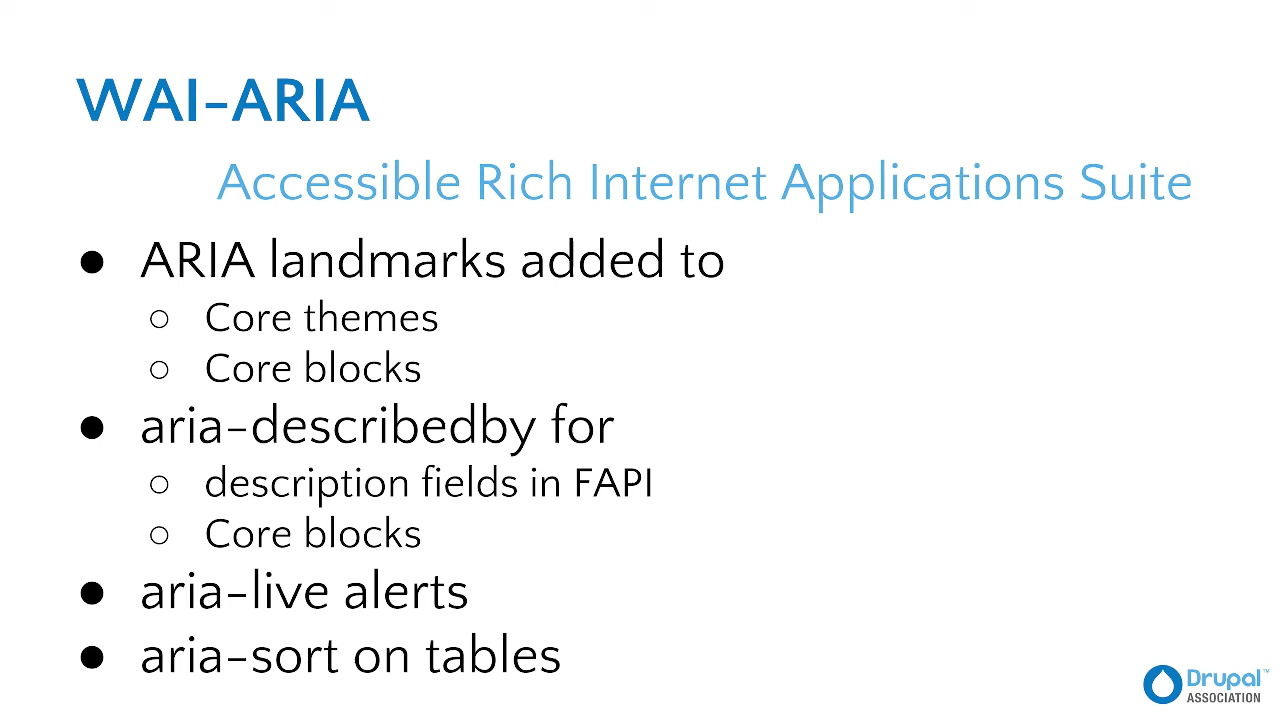 WAI-ARIA
Accessible Rich Internet Applications Suite
● ARIA landmarks added to
○ Core themes
○ Core blocks
● aria-describedby for
○ description fields in FAPI
○ Core blocks
● aria-live alerts
● aria-sort on tables
Drupal™
ASSOCIATION